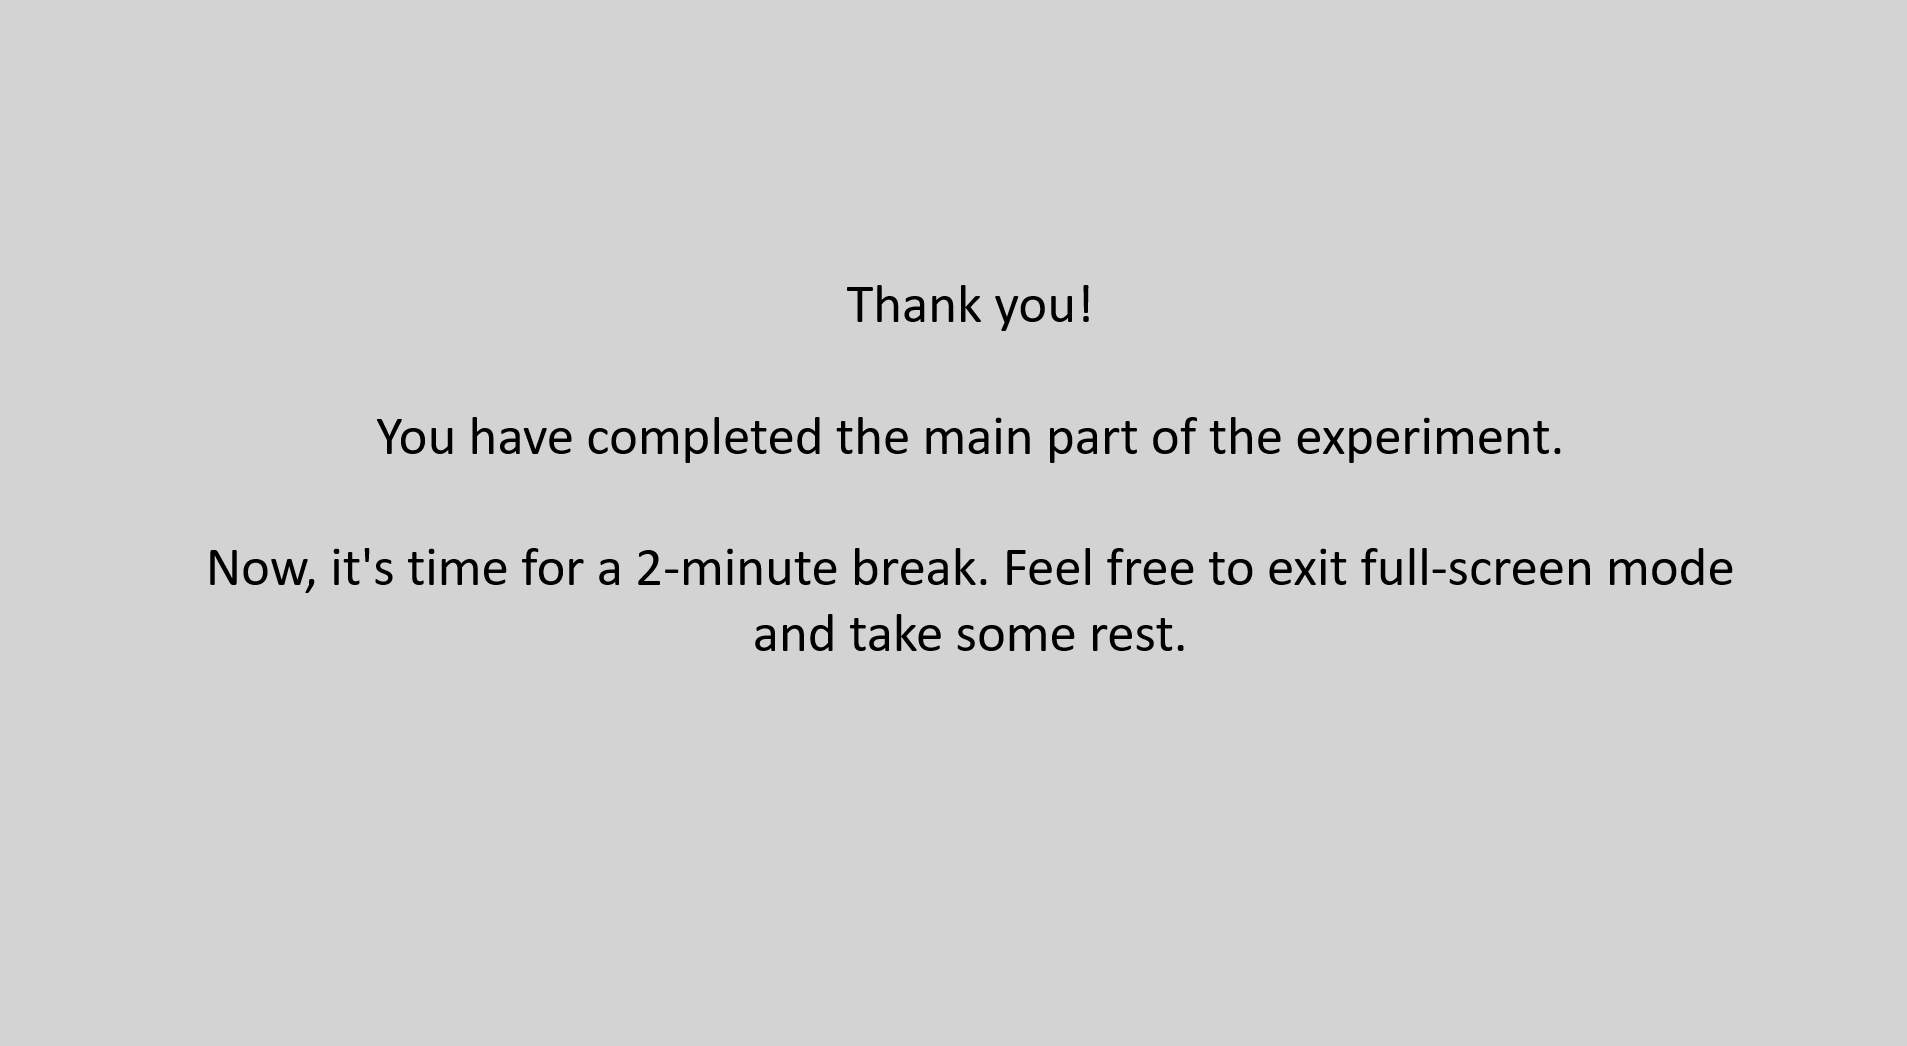 Thank you!
You have completed the main part of the experiment.
Now, it's time for a 2-minute break. Feel free to exit full-screen mode
and take some rest.